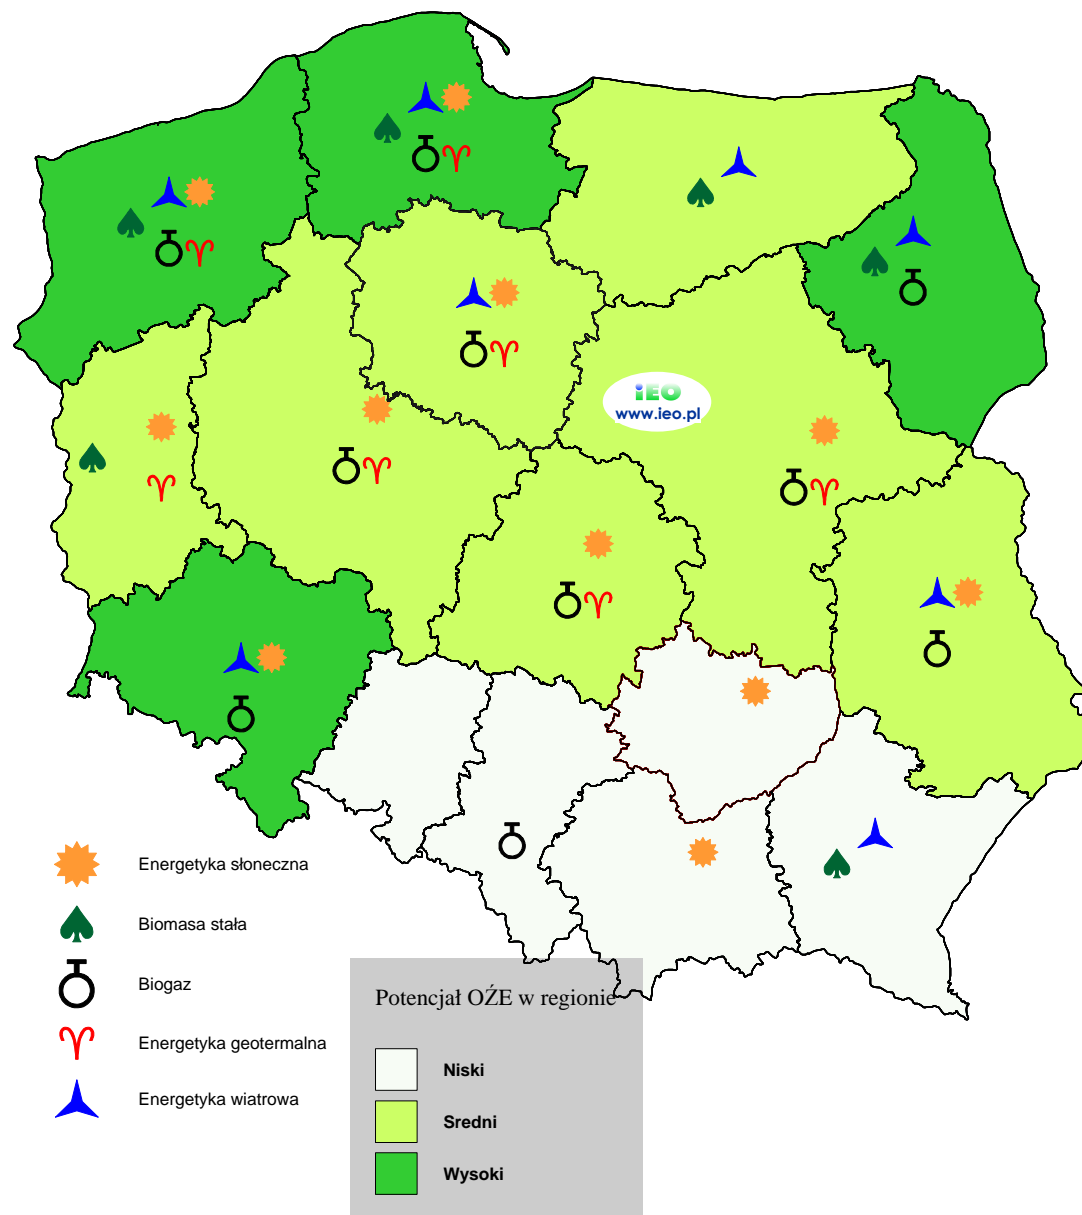 iEO
www.ieo.pl
Energetyka słoneczna
Biomasa stała
Biogaz
Energetyka geotermalna
Energetyka wiatrowa
Potencjał OŹE w regionie
Niski
Sredni
Wysoki